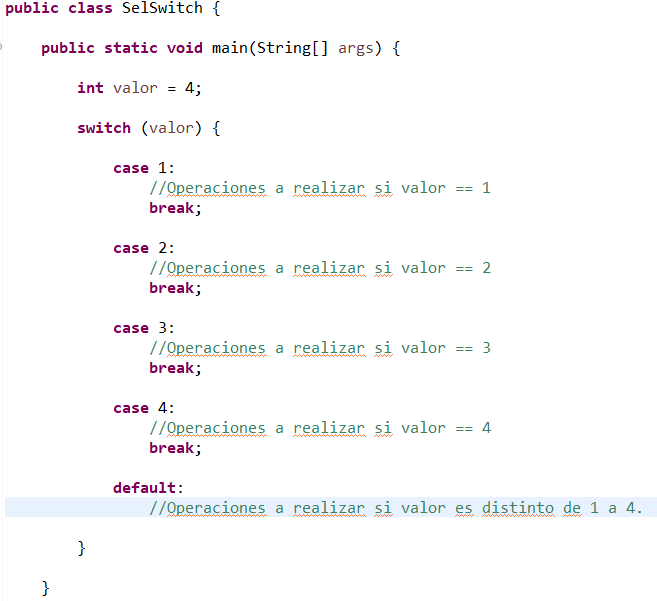 public class SelSwitch {
public static void main(String[] args) {
int valor = 4;
switch (valor) {
case 1:
//Operaciones a realizar si valor == 1
break;
case 2:
//Operaciones a realizar si valor == 2
break;
case 3:
//Operaciones a realizar si valor == 3
break;
case 4:
//Operaciones a realizar si valor == 4
break;
default:
//Operaciones a realizar si valor es distinto de 1 a 4.
}
}